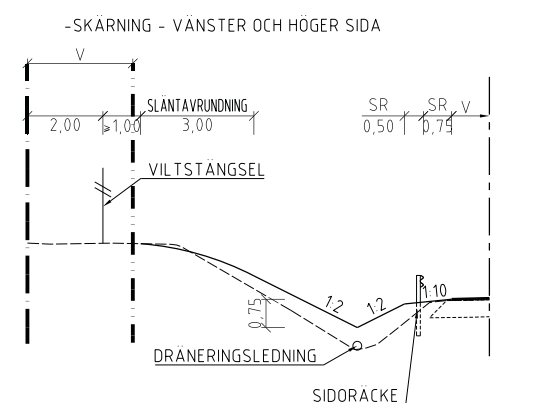 -SKÄRNING - VÄNSTER OCH HÖGER SIDA
V
SLÄNTAVRUNDNING
2,00 ≥1,00 3,00
SR SR V
0,50 0,75
VILTSTÄNGSEL
1:2 1:2 1:10
0,75
DRÄNERINGSLEDNING
SIDORÄCKE